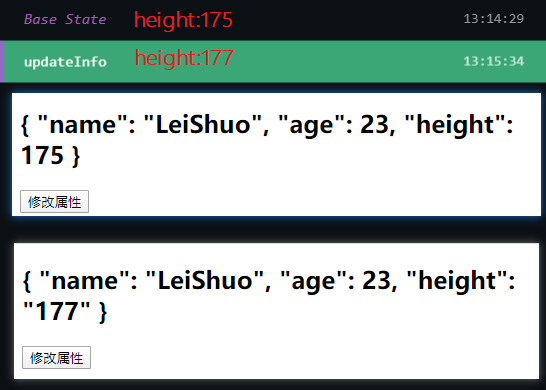 Base State height:175 13:14:29
updateInfo height:177 13:15:34
{ "name": "LeiShuo", "age": 23, "height":
175 }
修改属性
{ "name": "LeiShuo", "age": 23, "height":
"177" }
修改属性